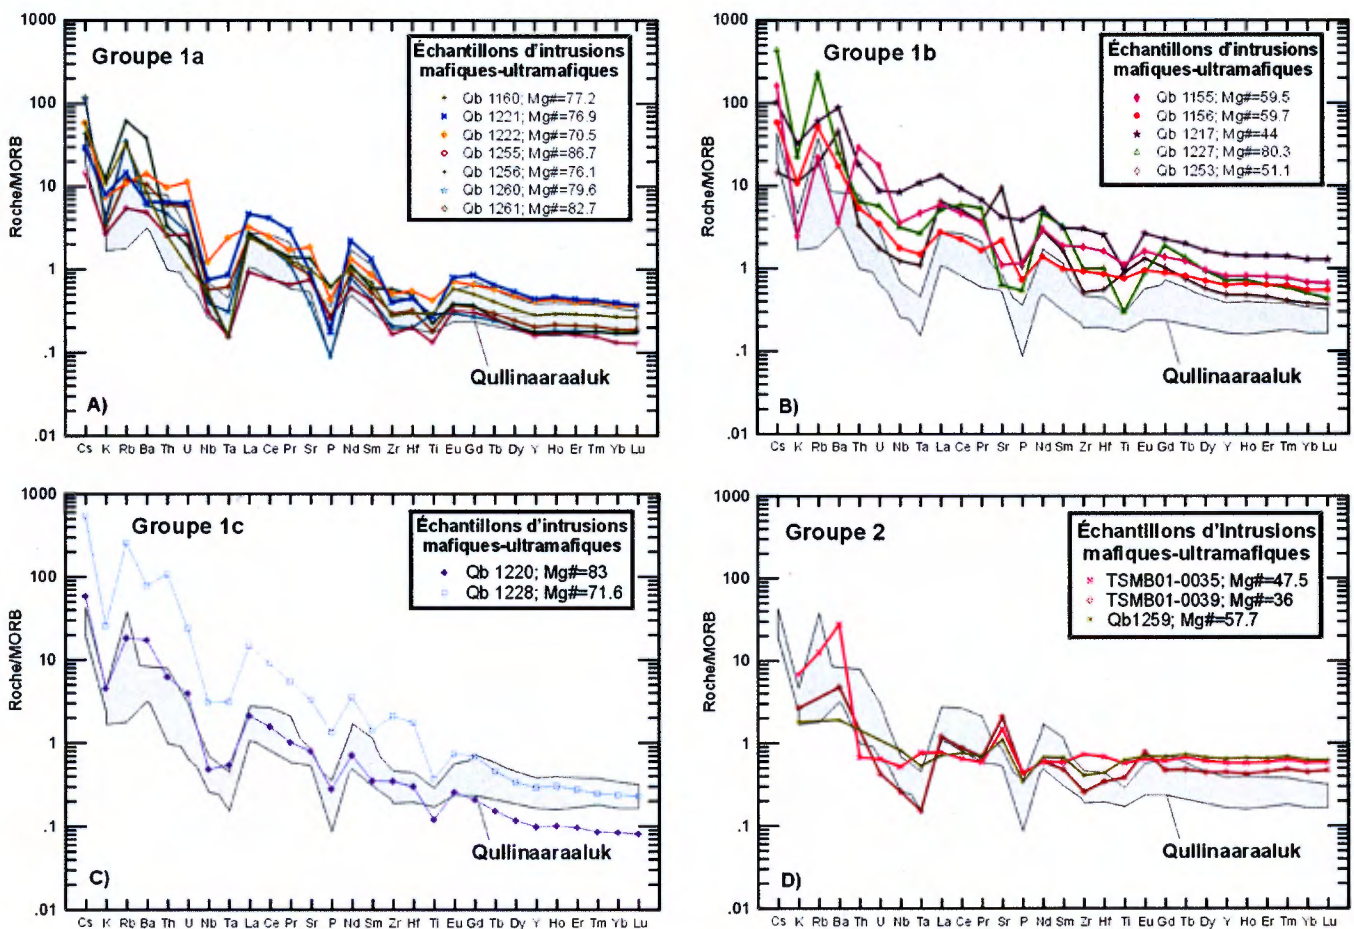 Groupe 1a
Échantillons d'intrusions
mafiques-ultramafiques
Qb 1160; Mg#=77.2
Qb 1221; Mg#=76.9
Qb 1222; Mg#=70.5
Qb 1255; Mg#=86.7
Qb 1256; Mg#=76.1
Qb 1260; Mg#=79.6
Qb 1261; Mg#=82.7
1000
100
10
1
.1
.01
Roche/MORB
Qullinaaraaluk
A)
Cs K Rb Ba Th U Nb Ta La Ce Pr Sr P Nd Sm Zr Hf Ti Eu Gd Tb Dy Y Ho Er Tm Yb Lu
Groupe 1b
Échantillons d'intrusions
mafiques-ultramafiques
Qb 1155; Mg#=59.5
Qb 1156; Mg#=59.7
Qb 1217; Mg#=44
Qb 1227; Mg#=80.3
Qb 1253; Mg#=51.1
1000
100
10
1
.1
.01
Roche/MORB
Qullinaaraaluk
B)
Cs K Rb Ba Th U Nb Ta La Ce Pr Sr P Nd Sm Zr Hf Ti Eu Gd Tb Dy Y Ho Er Tm Yb Lu
Groupe 1c
Échantillons d'intrusions
mafiques-ultramafiques
Qb 1220; Mg#=83
Qb 1228; Mg#=71.6
1000
100
10
1
.1
.01
Roche/MORB
Qullinaaraaluk
C)
Cs K Rb Ba Th U Nb Ta La Ce Pr Sr P Nd Sm Zr Hf Ti Eu Gd Tb Dy Y Ho Er Tm Yb Lu
Groupe 2
Échantillons d'Intrusions
mafiques-ultramafiques
TSMB01-0035; Mg#=47.5
TSMB01-0039; Mg#=36
Qb1259; Mg#=57.7
1000
100
10
1
.1
.01
Roche/MORB
Qullinaaraaluk
D)
Cs K Rb Ba Th U Nb Ta La Ce Pr Sr P Nd Sm Zr Hf Ti Eu Gd Tb Dy Y Ho Er Tm Yb Lu